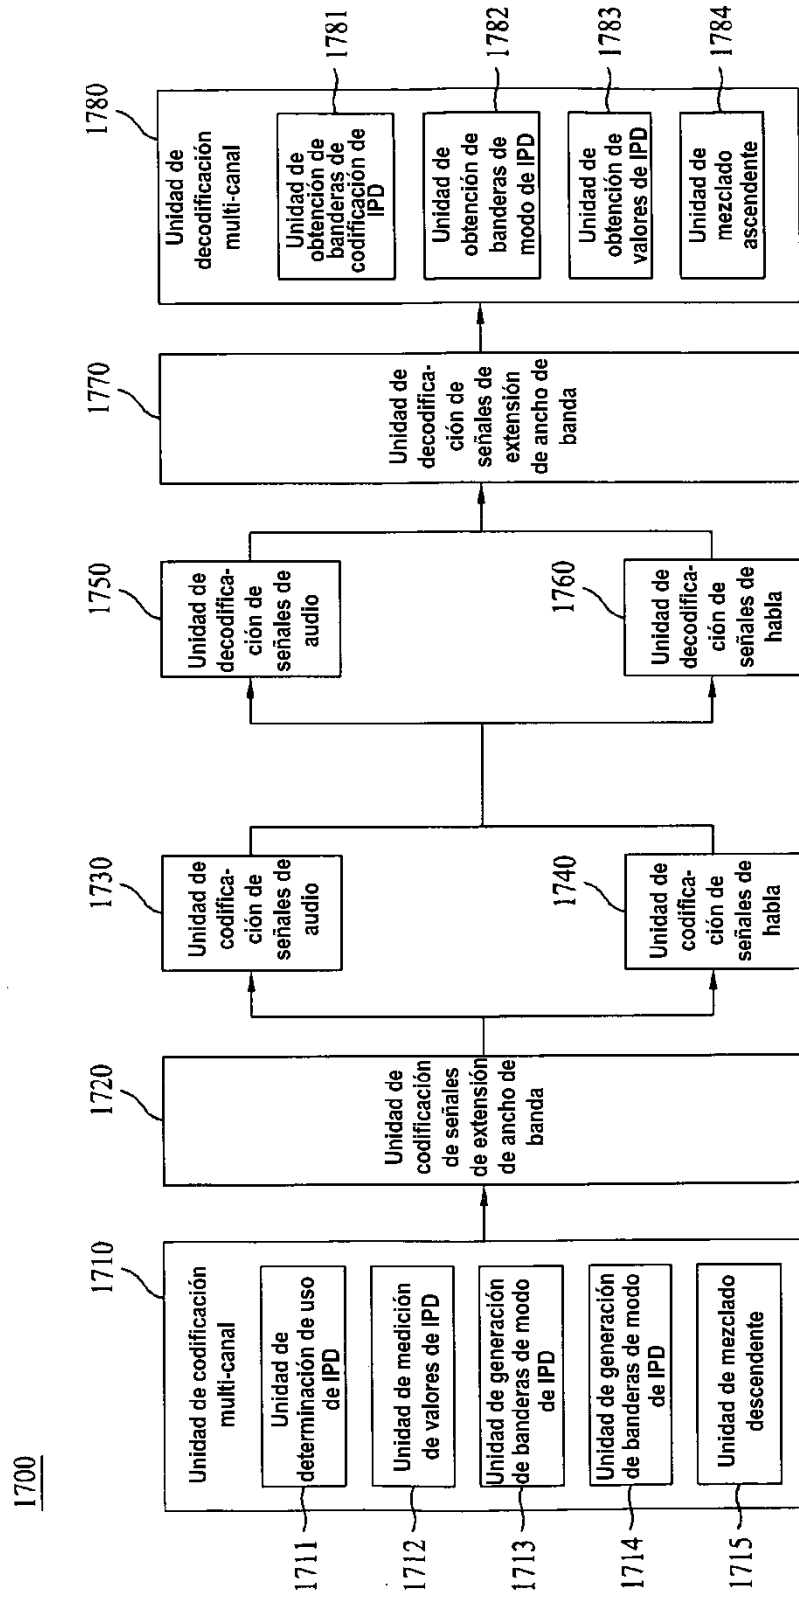 1700
1710
Unidad de codificación
multi-canal
1711
Unidad de
determinación de uso
de IPD
1712
Unidad de medición
de valores de IPD
1713
Unidad de generación
de banderas de modo
de IPD
1714
Unidad de generación
de banderas de modo
de IPD
1715
Unidad de mezclado
descendente
1720
Unidad de
codificación
de señales
de extensión
de ancho de
banda
1730
Unidad de
codifica-
ción de
señales de
audio
1740
Unidad de
codifica-
ción de
señales de
habla
1750
Unidad de
decodifica-
ción de
señales de
audio
1760
Unidad de
decodifica-
ción de
señales de
habla
1770
Unidad de
decodifica-
ción de
señales de
extensión
de ancho de
banda
1780
Unidad de
decodificación
multi-canal
1781
Unidad de
obtención de
banderas de
codificación de
IPD
1782
Unidad de
obtención de
banderas de
modo de IPD
1783
Unidad de
obtención de
valores de IPD
1784
Unidad de
mezclado
ascendente